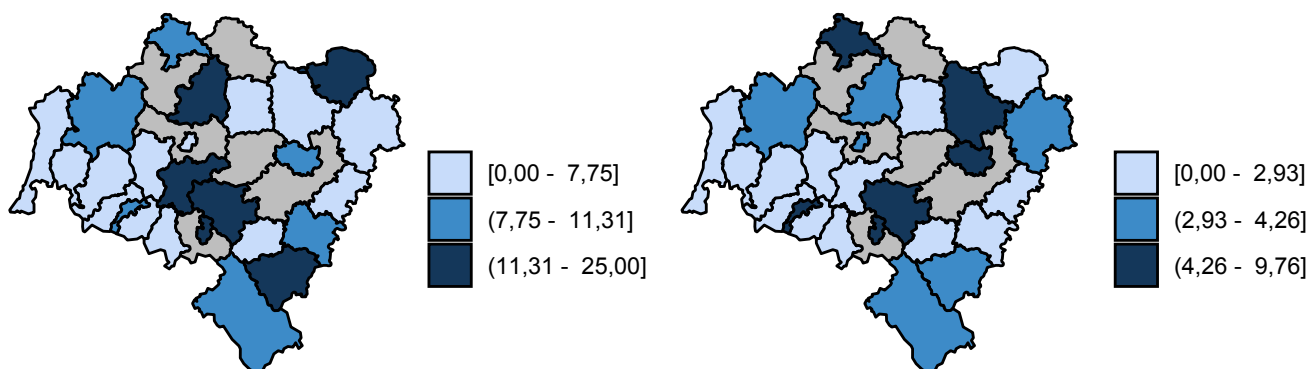 [0,00 - 7,75]
(7,75 - 11,31]
(11,31 - 25,00]
[0,00 - 2,93]
(2,93 - 4,26]
(4,26 - 9,76]